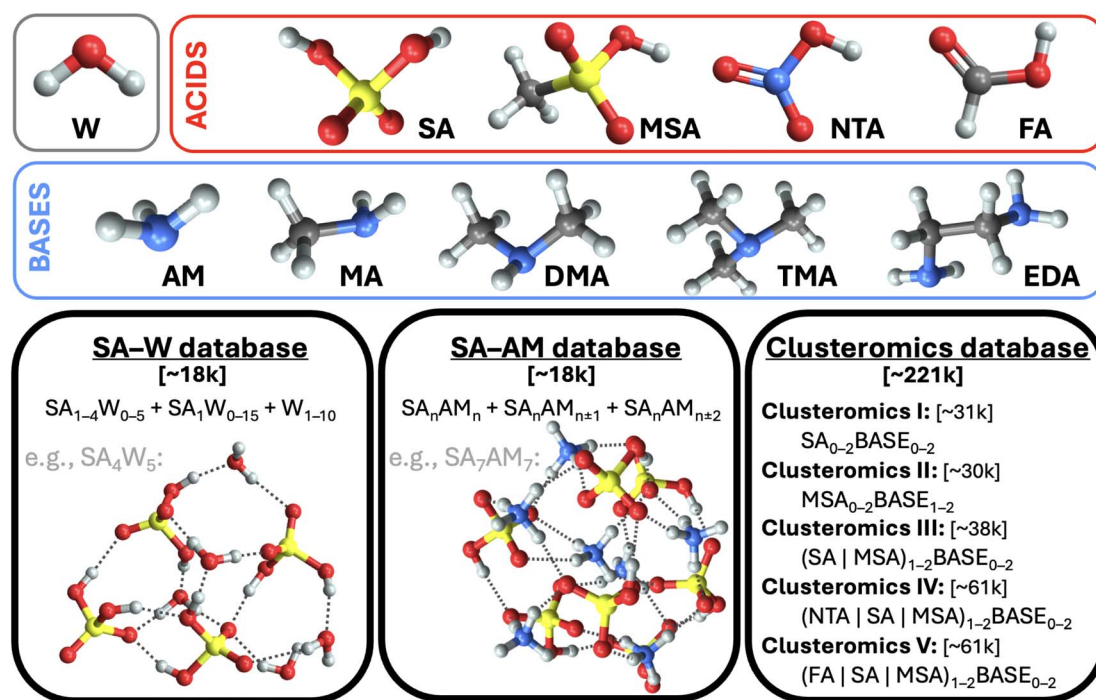 W
ACIDS
SA
MSA
NTA
FA
BASES
AM
MA
DMA
TMA
EDA
SA–W database
[~18k]
SA₁₋₄W₀₋₅ + SA₁W₀₋₁₅ + W₁₋₁₀
e.g., SA₄W₅:
SA–AM database
[~18k]
SAₙAMₙ + SAₙAMₙ±₁ + SAₙAMₙ±₂
e.g., SA₇AM₇:
Clusteromics database
[~221k]
Clusteromics I: [~31k]
SA₀₋₂BASE₀₋₂
Clusteromics II: [~30k]
MSA₀₋₂BASE₁₋₂
Clusteromics III: [~38k]
(SA | MSA)₁₋₂BASE₀₋₂
Clusteromics IV: [~61k]
(NTA | SA | MSA)₁₋₂BASE₀₋₂
Clusteromics V: [~61k]
(FA | SA | MSA)₁₋₂BASE₀₋₂